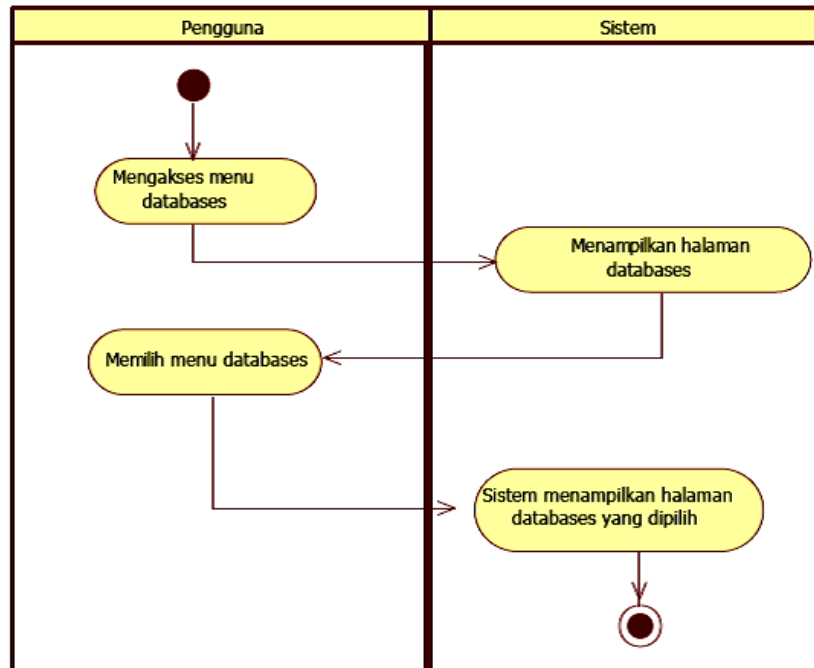 Pengguna
Sistem
Mengakses menu
databases
Menampilkan halaman
databases
Memilih menu databases
Sistem menampilkan halaman
databases yang dipilih